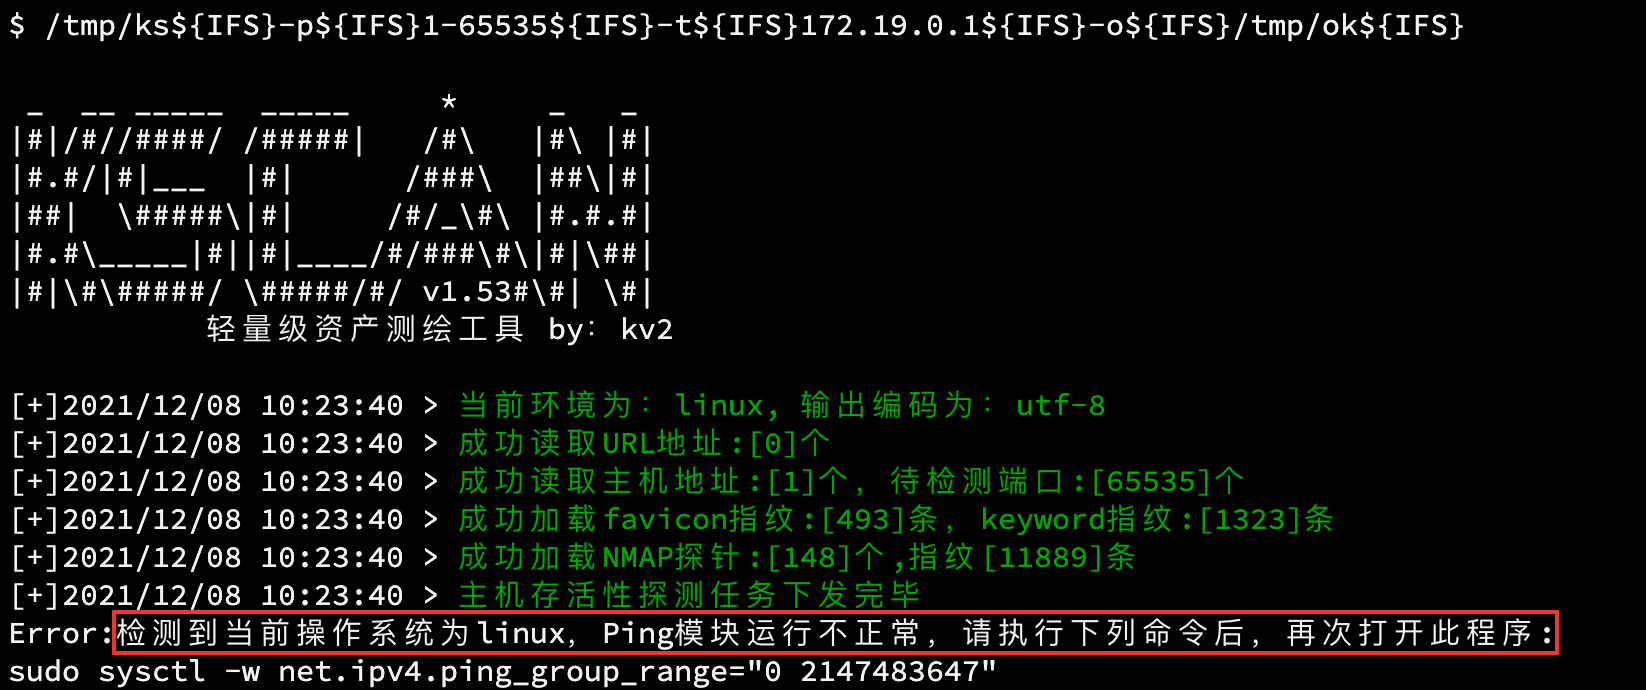 $ /tmp/ks${IFS}-p${IFS}1-65535${IFS}-t${IFS}172.19.0.1${IFS}-o${IFS}/tmp/ok${IFS}
 _  __ _____  _____     *     _   _
|#|/#//####/ /#####|   /#\   |#\ |#|
|#.#/|#|___  |#|      /###\  |##\|#|
|##|  \#####\|#|     /#/_\#\ |#.#.#|
|#.#\_____|#||#|____/#/###\#\|#|\##|
|#|\#\#####/ \#####/#/ v1.53#\#| \#|
轻量级资产测绘工具 by: kv2
[+]2021/12/08 10:23:40 > 当前环境为：linux, 输出编码为：utf-8
[+]2021/12/08 10:23:40 > 成功读取URL地址:[0]个
[+]2021/12/08 10:23:40 > 成功读取主机地址:[1]个，待检测端口:[65535]个
[+]2021/12/08 10:23:40 > 成功加载favicon指纹:[493]条，keyword指纹:[1323]条
[+]2021/12/08 10:23:40 > 成功加载NMAP探针:[148]个,指纹[11889]条
[+]2021/12/08 10:23:40 > 主机存活性探测任务下发完毕
Error:检测到当前操作系统为linux，Ping模块运行不正常，请执行下列命令后，再次打开此程序:
sudo sysctl -w net.ipv4.ping_group_range="0 2147483647"